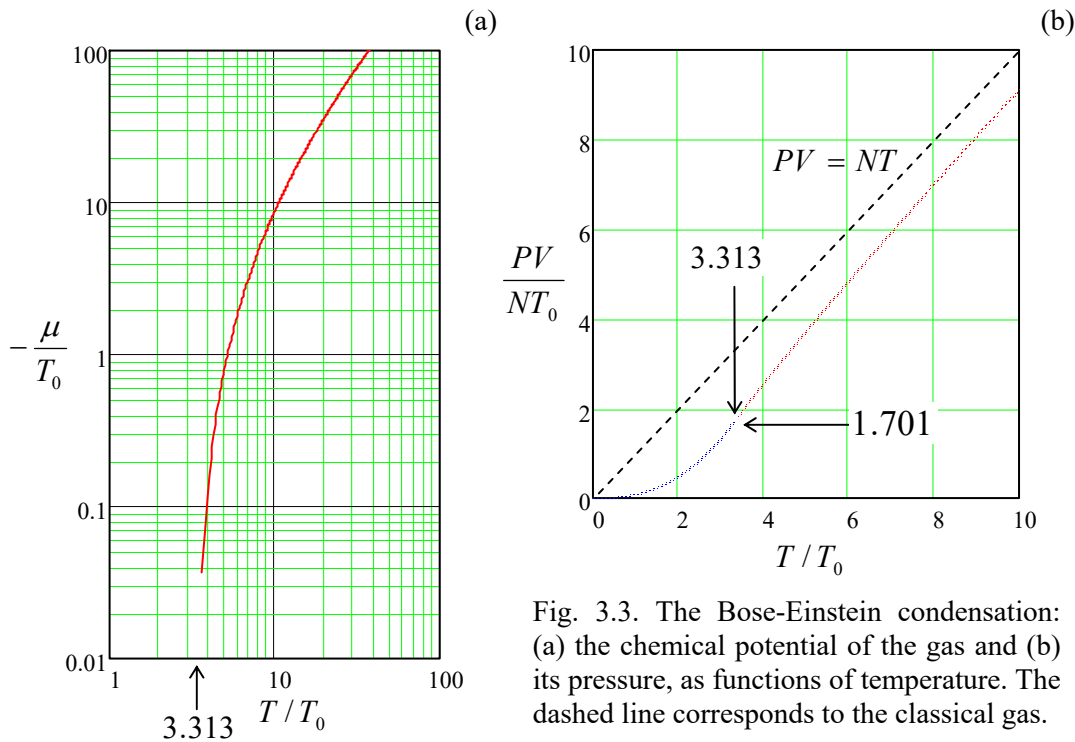 (a)
100
10
1
0.1
0.01
− μ / T₀
1 10 100
3.313
T / T₀
(b)
10
8
6
4
2
0
PV / NT₀
PV = NT
3.313
1.701
0 2 4 6 8 10
T / T₀
Fig. 3.3. The Bose-Einstein condensation:
(a) the chemical potential of the gas and (b)
its pressure, as functions of temperature. The
dashed line corresponds to the classical gas.